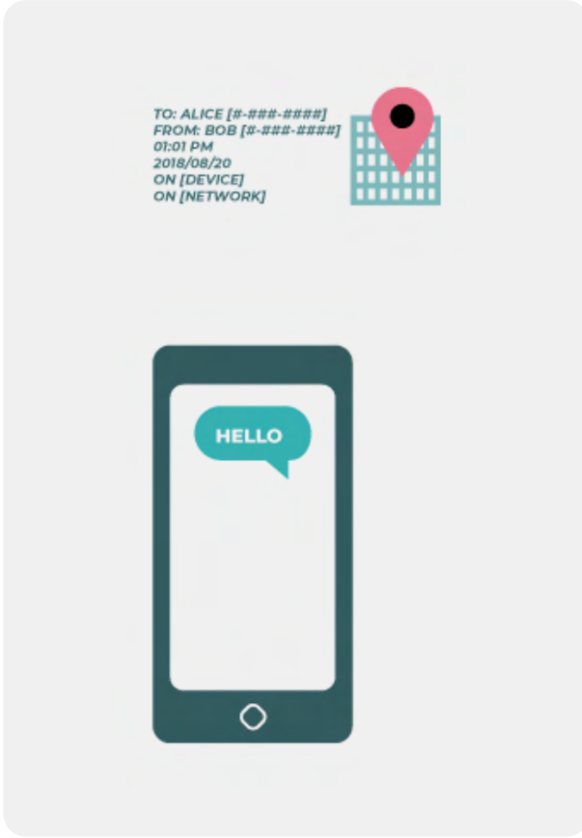 TO: ALICE [#-###-####]
FROM: BOB [#-###-####]
01:01 PM
2018/08/20
ON [DEVICE]
ON [NETWORK]
HELLO